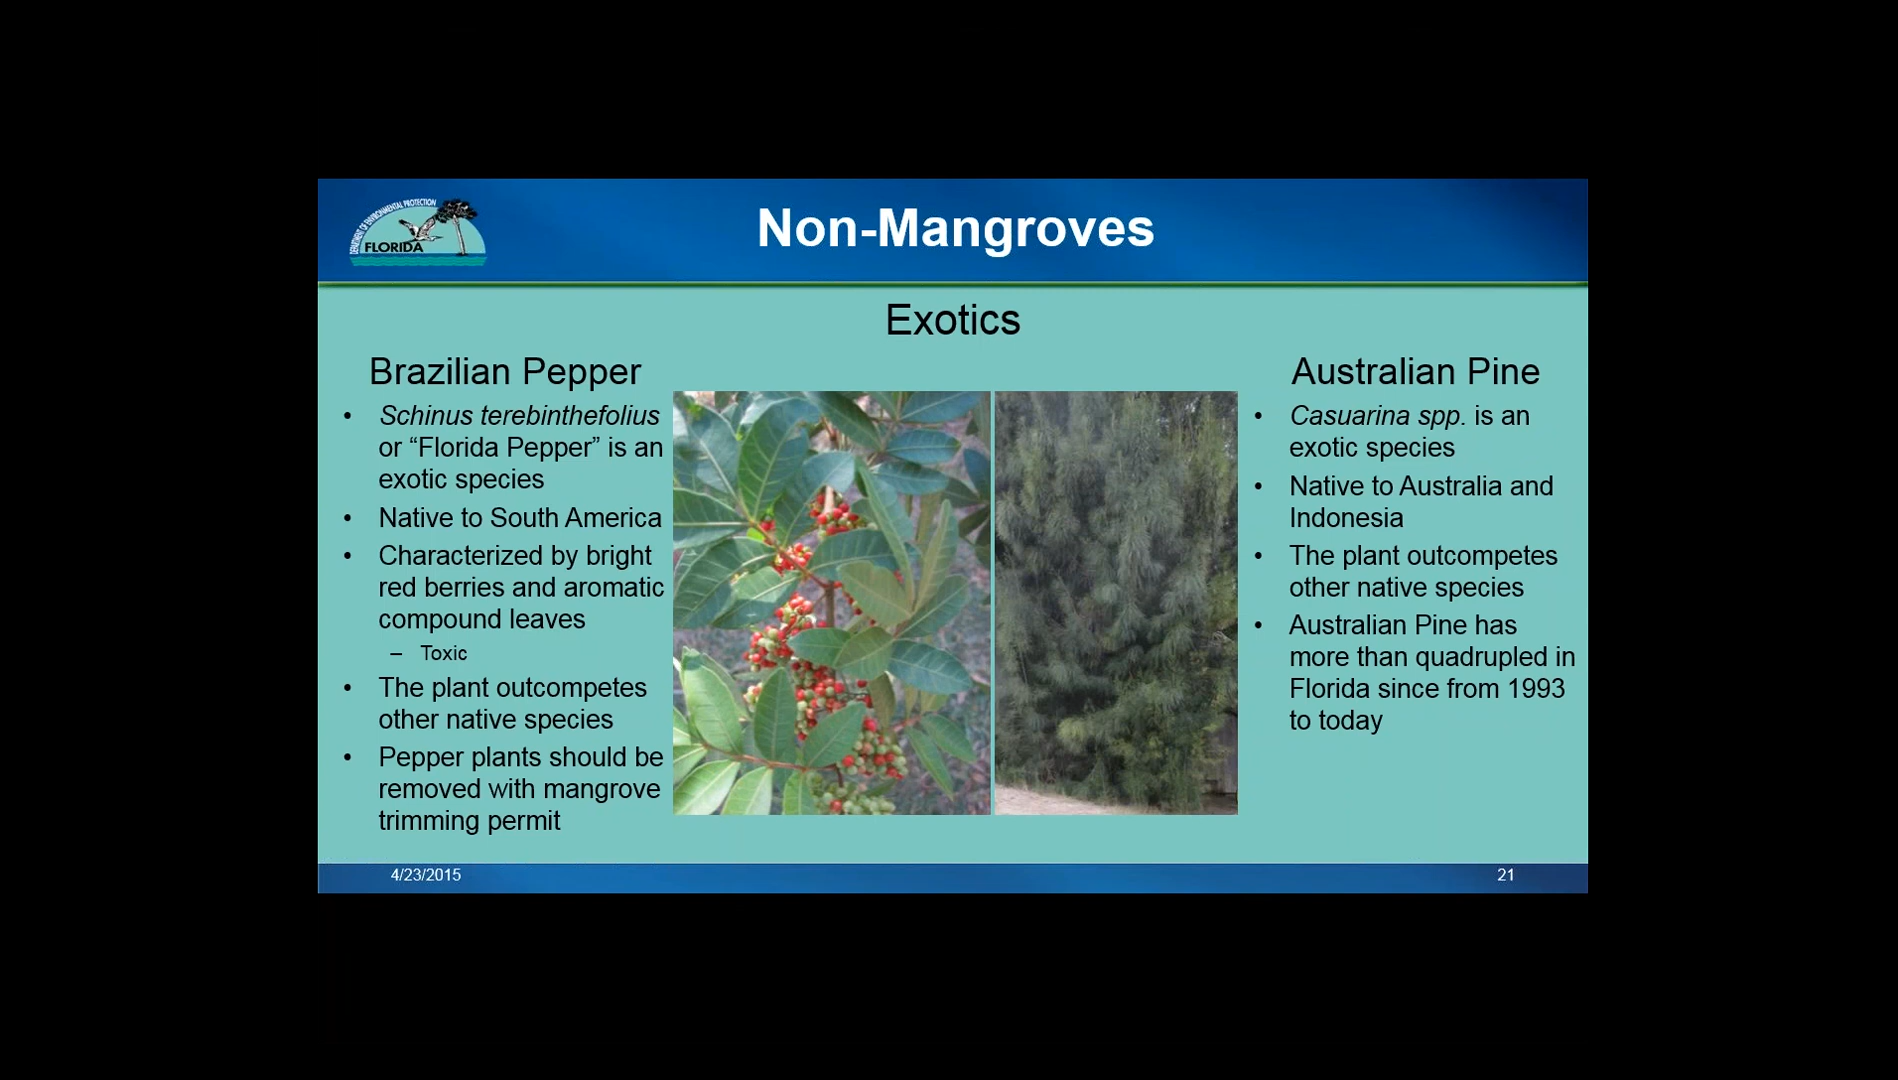 DEPARTMENT OF ENVIRONMENTAL PROTECTION
FLORIDA
Non-Mangroves
Exotics
Brazilian Pepper
• Schinus terebinthefolius
or “Florida Pepper” is an
exotic species
• Native to South America
• Characterized by bright
red berries and aromatic
compound leaves
– Toxic
• The plant outcompetes
other native species
• Pepper plants should be
removed with mangrove
trimming permit
Australian Pine
• Casuarina spp. is an
exotic species
• Native to Australia and
Indonesia
• The plant outcompetes
other native species
• Australian Pine has
more than quadrupled in
Florida since from 1993
to today
4/23/2015
21